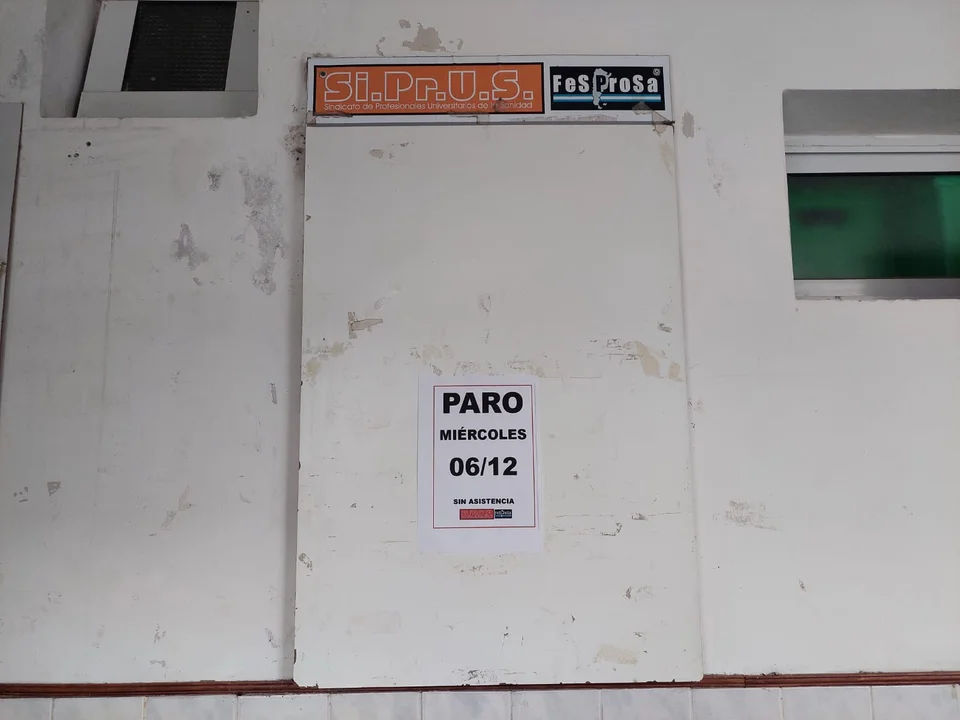 Si.Pr.U.S.
Sindicato de Profesionales Universitarios de la Sanidad
FeSProSa
PARO
MIÉRCOLES
06/12
SIN ASISTENCIA